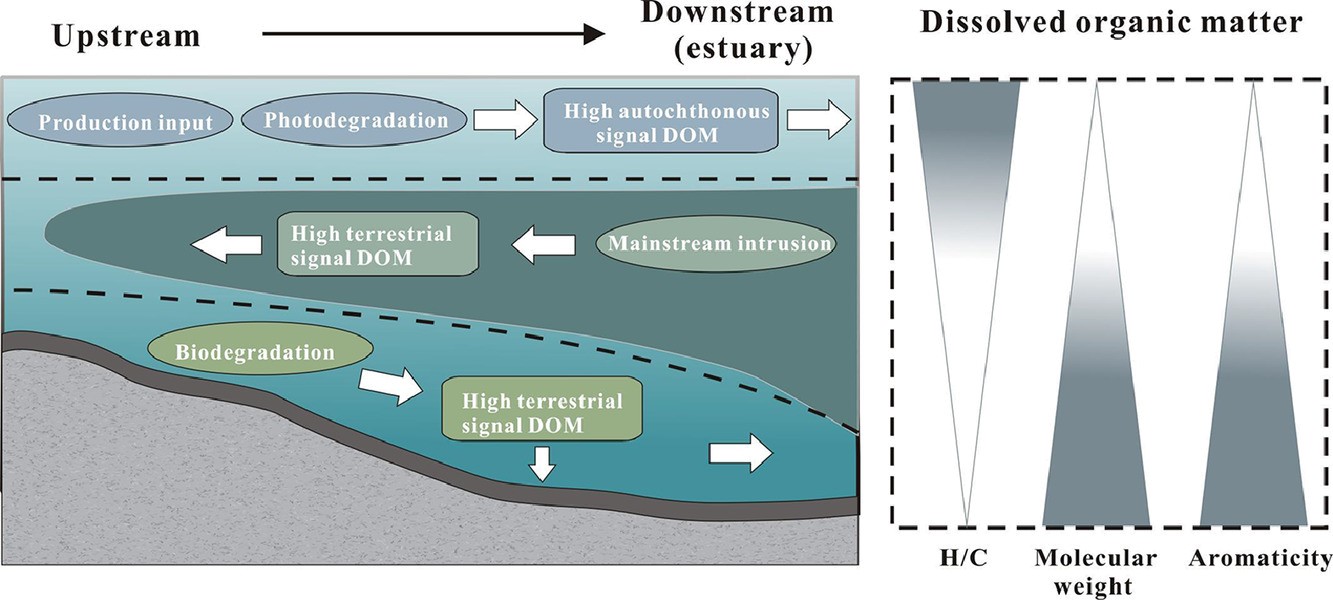 Upstream
Downstream
(estuary)
Dissolved organic matter
Production input
Photodegradation
High autochthonous
signal DOM
High terrestrial
signal DOM
Mainstream intrusion
Biodegradation
High terrestrial
signal DOM
H/C
Molecular
weight
Aromaticity